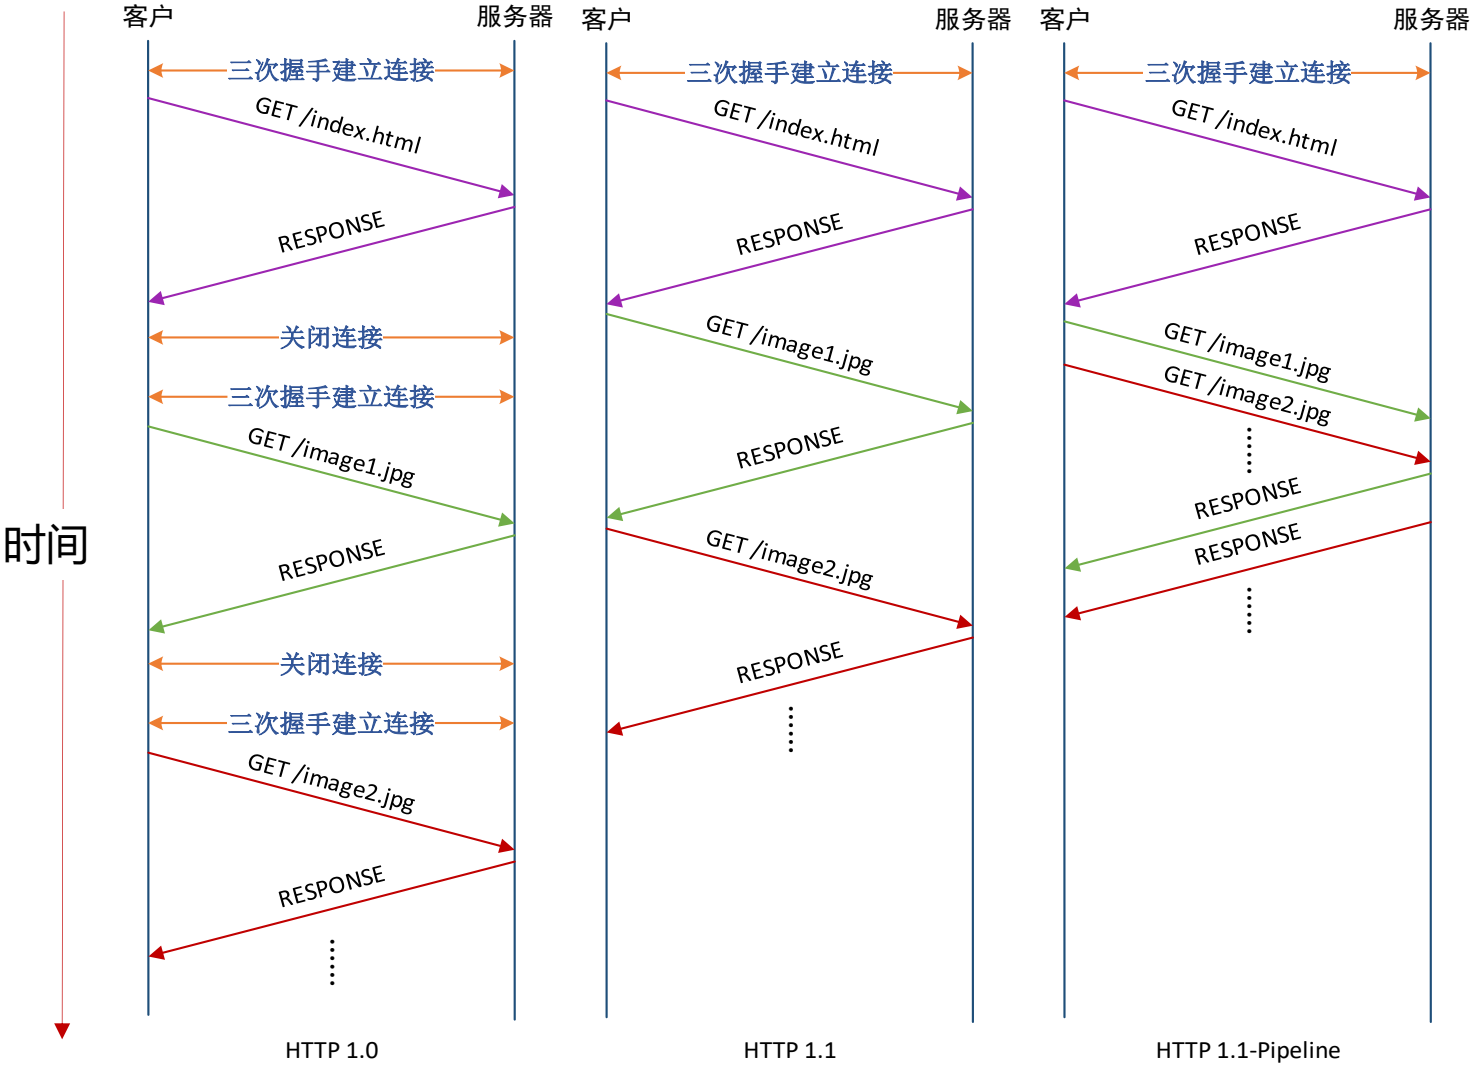 时间
客户
服务器
三次握手建立连接
GET /index.html
RESPONSE
关闭连接
三次握手建立连接
GET /image1.jpg
RESPONSE
关闭连接
三次握手建立连接
GET /image2.jpg
RESPONSE
……
HTTP 1.0
客户
服务器
三次握手建立连接
GET /index.html
RESPONSE
GET /image1.jpg
RESPONSE
GET /image2.jpg
RESPONSE
……
HTTP 1.1
客户
服务器
三次握手建立连接
GET /index.html
RESPONSE
GET /image1.jpg
GET /image2.jpg
……
RESPONSE
RESPONSE
……
HTTP 1.1-Pipeline